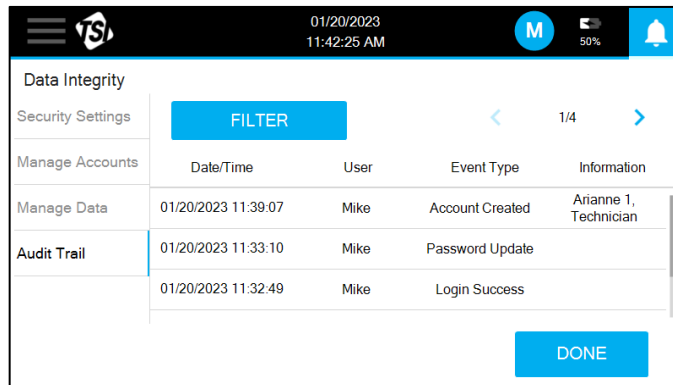 TSI
01/20/2023
11:42:25 AM
M
50%
Data Integrity
Security Settings
Manage Accounts
Manage Data
Audit Trail
FILTER
1/4
Date/Time User Event Type Information
01/20/2023 11:39:07 Mike Account Created Arianne 1,
Technician
01/20/2023 11:33:10 Mike Password Update
01/20/2023 11:32:49 Mike Login Success
DONE